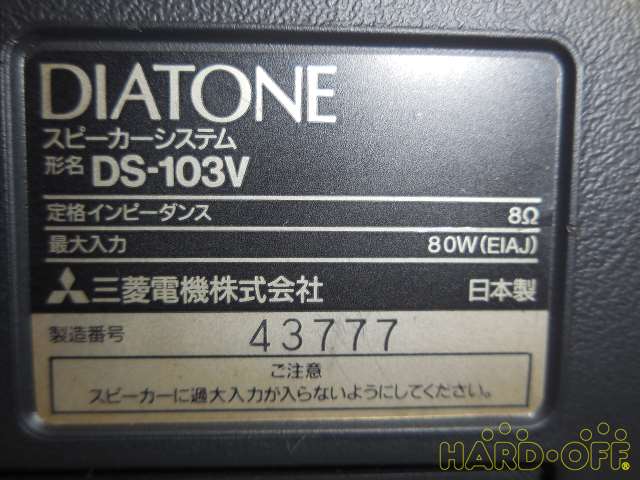 DIATONE
スピーカーシステム
形名 DS-103V
定格インピーダンス 8Ω
最大入力 80W(EIAJ)
三菱電機株式会社 日本製
製造番号 43777
ご注意
スピーカーに過大入力が入らないようにしてください。
HARD・OFF®